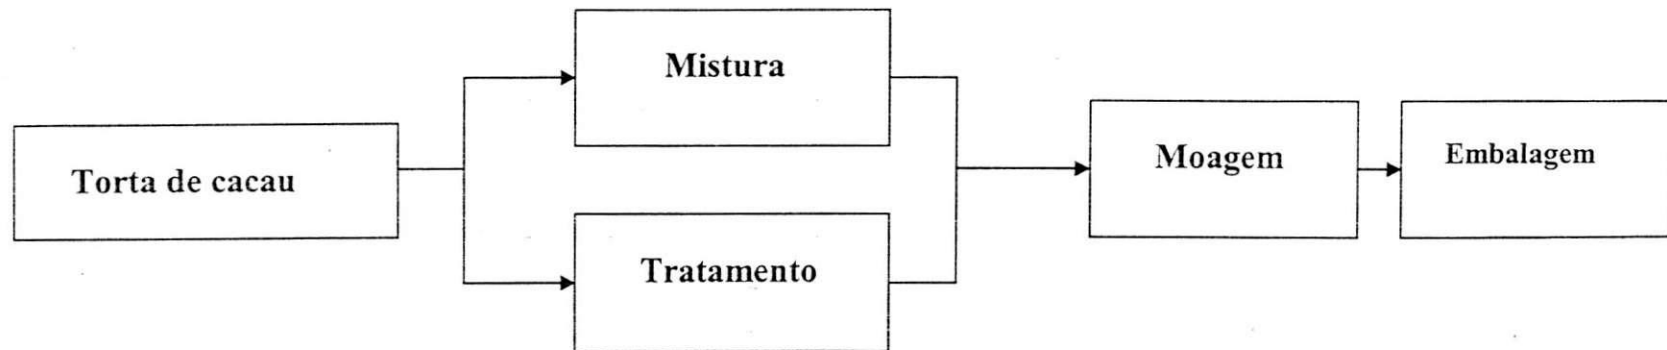 Torta de cacau
Mistura
Tratamento
Moagem
Embalagem